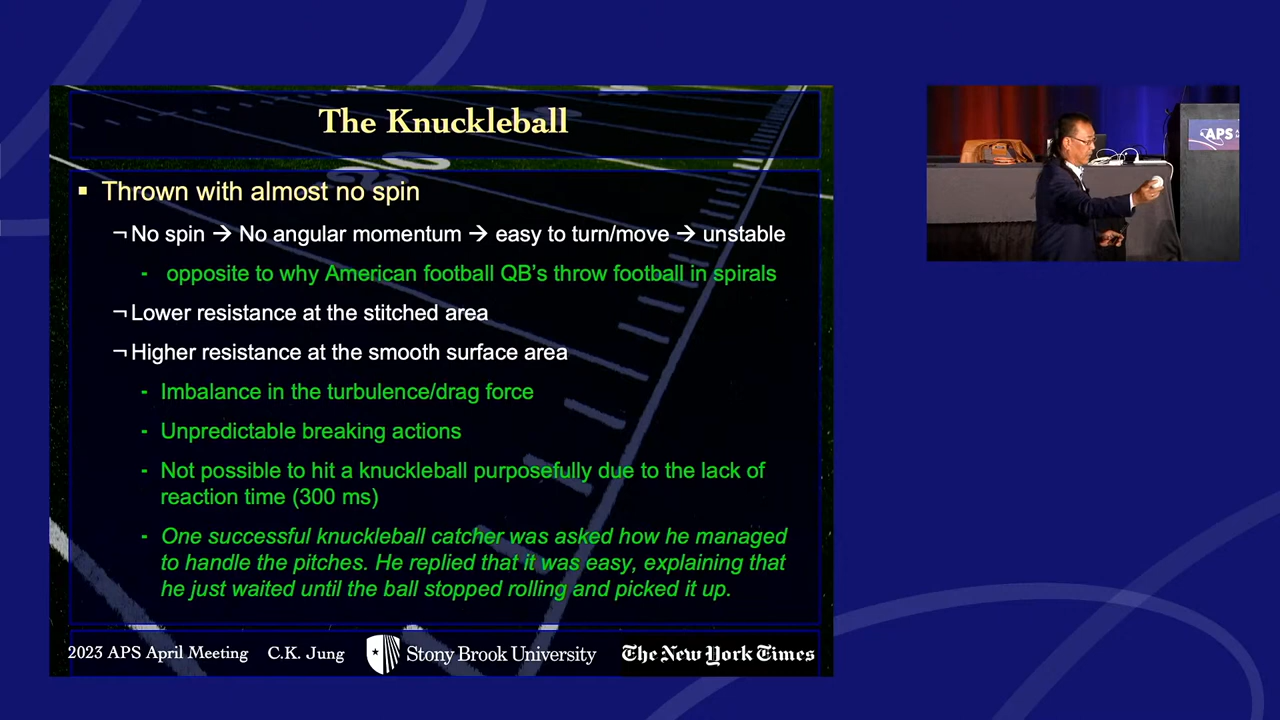 The Knuckleball
▪ Thrown with almost no spin
¬ No spin → No angular momentum → easy to turn/move → unstable
- opposite to why American football QB's throw football in spirals
¬ Lower resistance at the stitched area
¬ Higher resistance at the smooth surface area
- Imbalance in the turbulence/drag force
- Unpredictable breaking actions
- Not possible to hit a knuckleball purposefully due to the lack of
reaction time (300 ms)
- One successful knuckleball catcher was asked how he managed
to handle the pitches. He replied that it was easy, explaining that
he just waited until the ball stopped rolling and picked it up.
2023 APS April Meeting C.K. Jung Stony Brook University The New York Times
APS